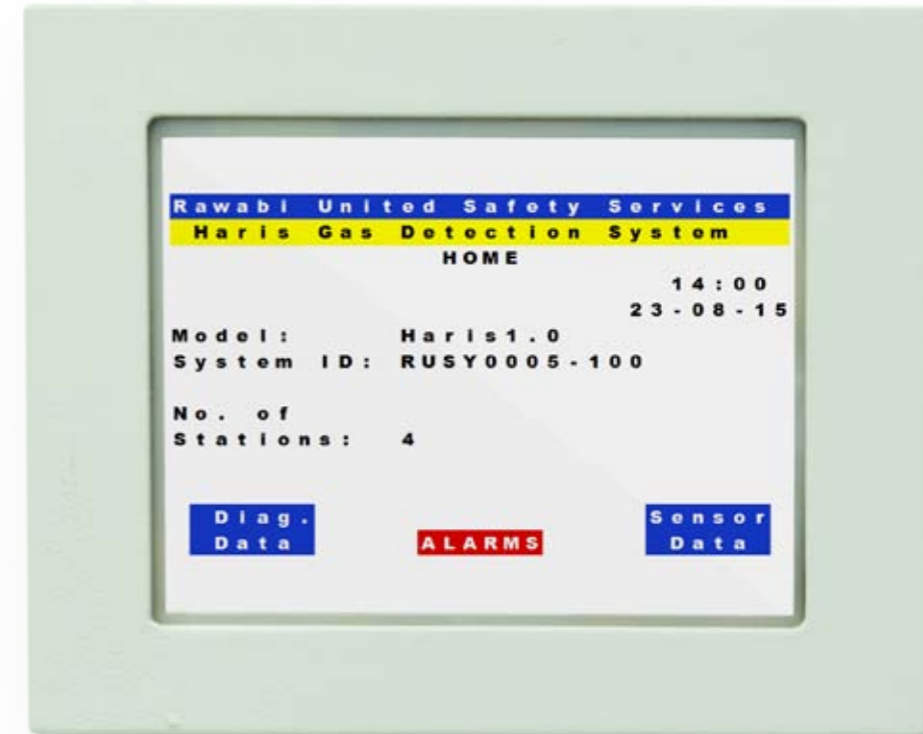 Rawabi United Safety Services
Haris Gas Detection System
HOME
14:00
23-08-15
Model: Haris1.0
System ID: RUSY0005-100
No. of
Stations: 4
Diag.
Data
ALARMS
Sensor
Data